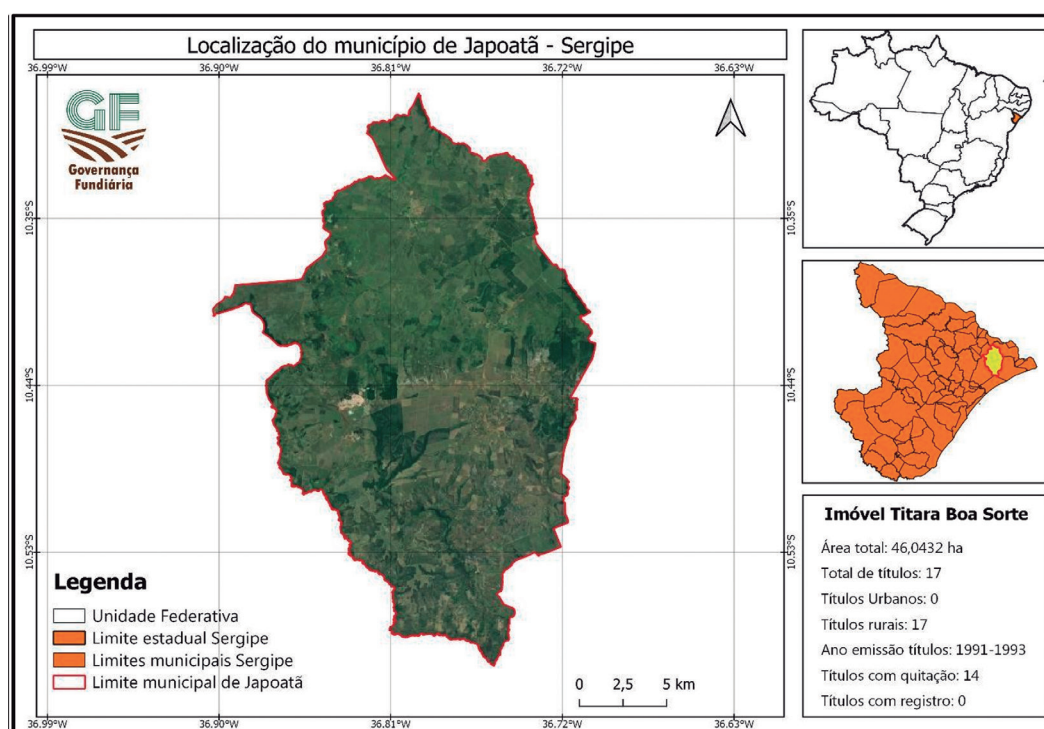 Localização do município de Japoatã - Sergipe
36.99°W 36.90°W 36.81°W 36.72°W 36.63°W
GF
Governança
Fundiária
10.35°S 10.35°S
10.44°S 10.44°S
10.53°S 10.53°S
Legenda
Unidade Federativa
Limite estadual Sergipe
Limites municipais Sergipe
Limite municipal de Japoatã
0 2,5 5 km
36.99°W 36.90°W 36.81°W 36.72°W 36.63°W
Imóvel Titara Boa Sorte
Área total: 46,0432 ha
Total de títulos: 17
Títulos Urbanos: 0
Títulos rurais: 17
Ano emissão títulos: 1991-1993
Títulos com quitação: 14
Títulos com registro: 0